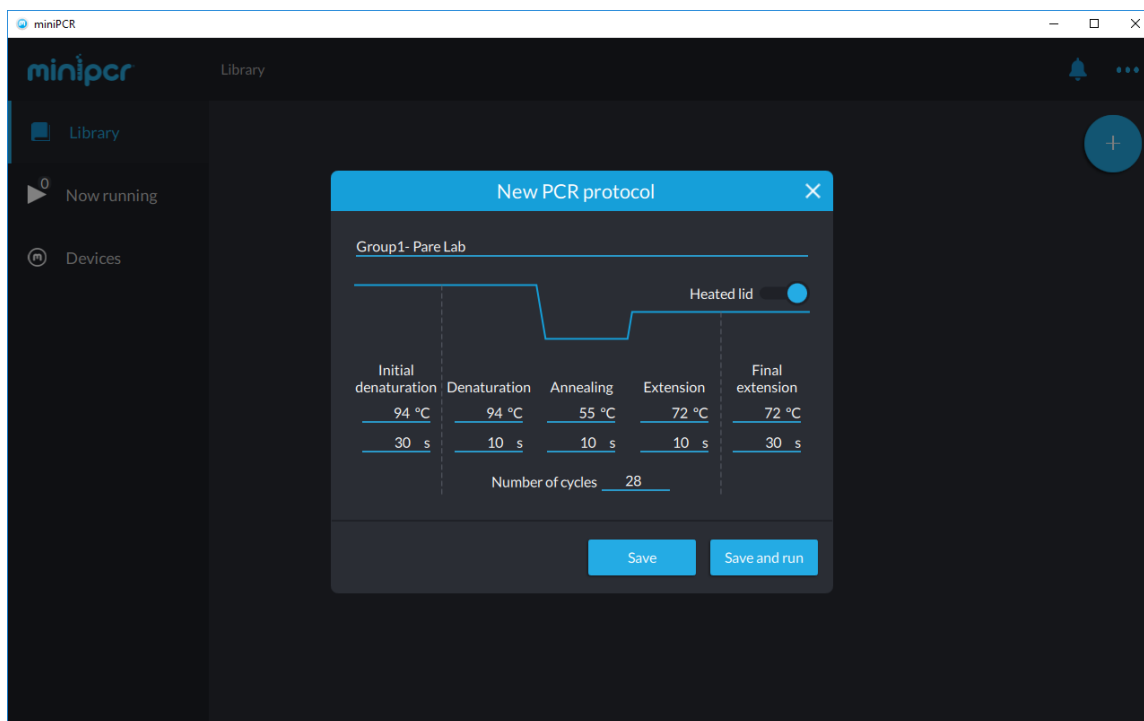 miniPCR
minipcr
Library
Library
0
Now running
Devices
+
New PCR protocol
Group1- Pare Lab
Heated lid
Initial
denaturation
Denaturation
Annealing
Extension
Final
extension
94 °C
94 °C
55 °C
72 °C
72 °C
30 s
10 s
10 s
10 s
30 s
Number of cycles 28
Save
Save and run